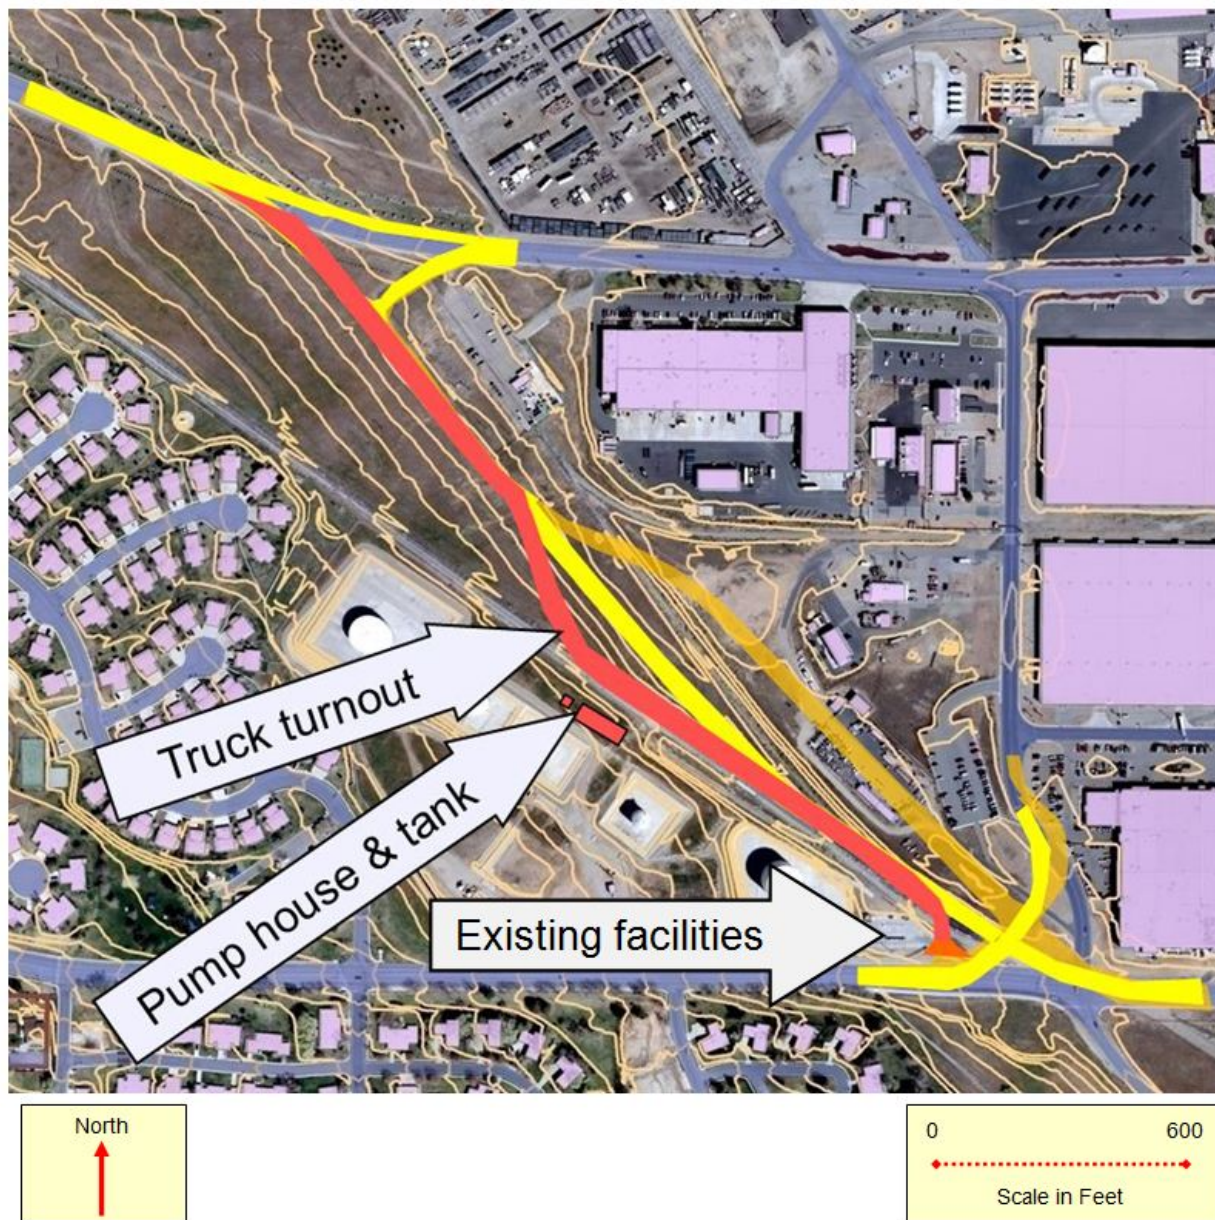 Truck turnout
Pump house & tank
Existing facilities
North
0 600
Scale in Feet